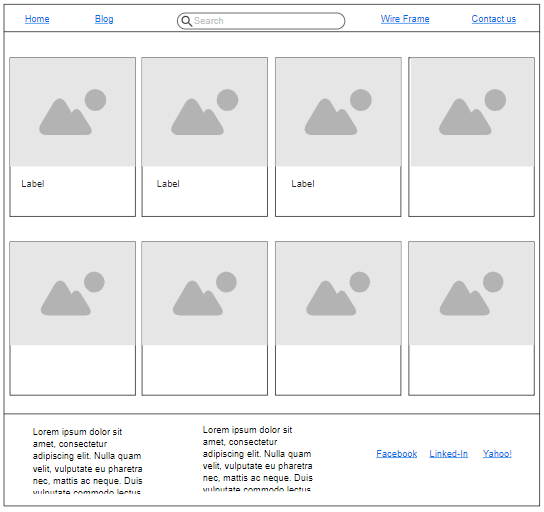 Home Blog Search Wire Frame Contact us
Label Label Label
Lorem ipsum dolor sit
amet, consectetur
adipiscing elit. Nulla quam
velit, vulputate eu pharetra
nec, mattis ac neque. Duis
vulputate commodo lectus
Lorem ipsum dolor sit
amet, consectetur
adipiscing elit. Nulla quam
velit, vulputate eu pharetra
nec, mattis ac neque. Duis
vulputate commodo lectus
Facebook Linked-In Yahoo!